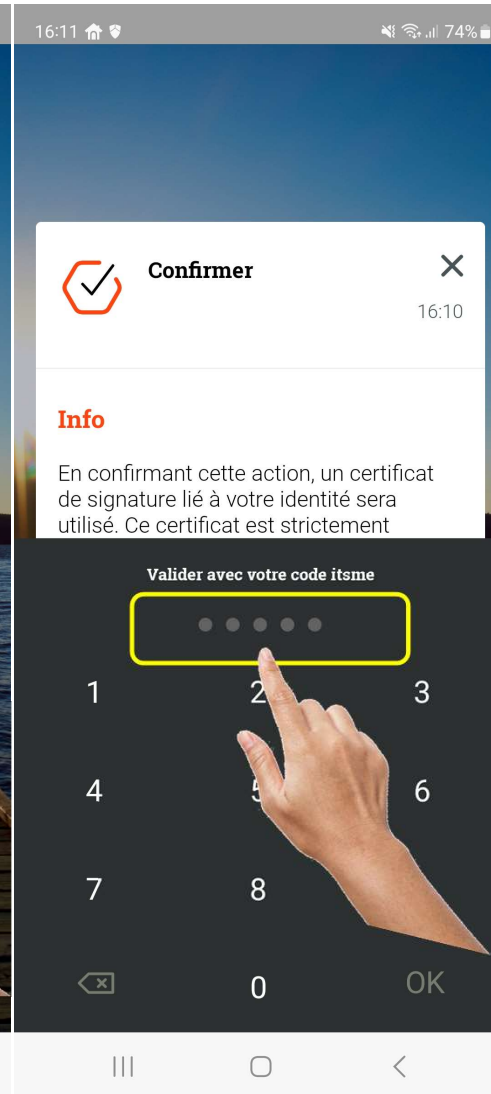 16:11
74%
Confirmer
16:10
Info
En confirmant cette action, un certificat
de signature lié à votre identité sera
utilisé. Ce certificat est strictement
Valider avec votre code itsme
1 2 3
4 5 6
7 8
0 OK